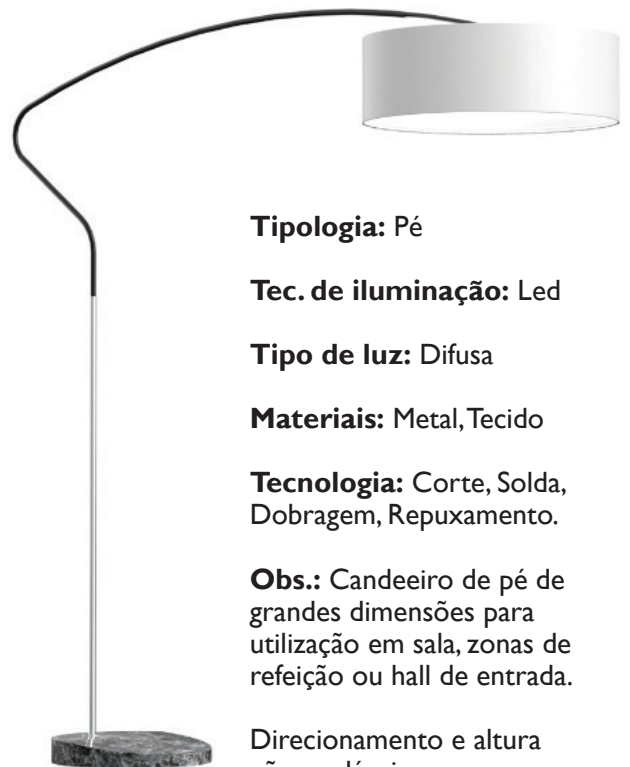 Tipologia: Pé
Tec. de iluminação: Led
Tipo de luz: Difusa
Materiais: Metal, Tecido
Tecnologia: Corte, Solda,
Dobragem, Repuxamento.
Obs.: Candeeiro de pé de
grandes dimensões para
utilização em sala, zonas de
refeição ou hall de entrada.
Direcionamento e altura